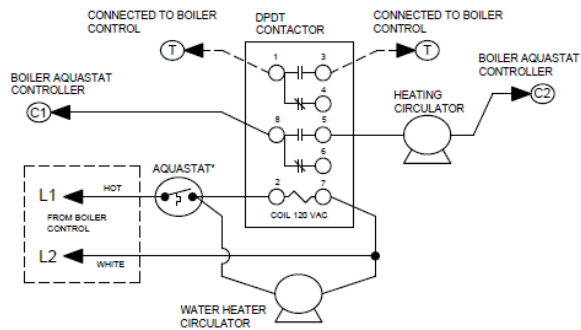 CONNECTED TO BOILER
CONTROL
DPDT
CONTACTOR
CONNECTED TO BOILER
CONTROL
T
1
3
T
BOILER AQUASTAT
CONTROLLER
4
BOILER AQUASTAT
CONTROLLER
HEATING
CIRCULATOR
C2
C1
8
5
6
AQUASTAT*
L1
HOT
2
7
FROM BOILER
CONTROL
COIL 120 VAC
L2
WHITE
WATER HEATER
CIRCULATOR